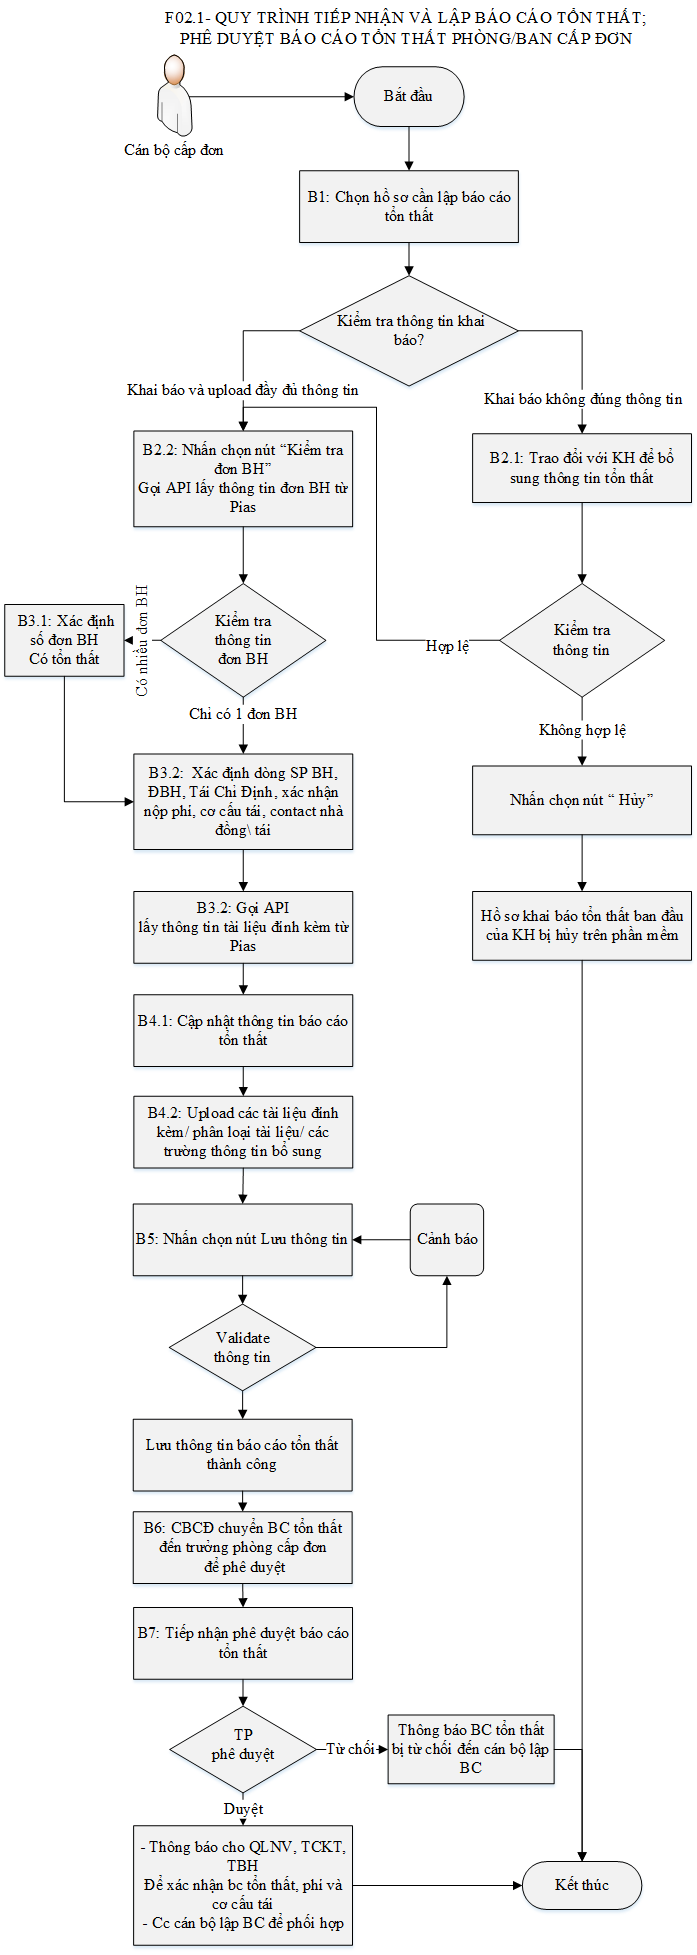 F02.1- QUY TRÌNH TIẾP NHẬN VÀ LẬP BÁO CÁO TỔN THẤT;
PHÊ DUYỆT BÁO CÁO TỔN THẤT PHÒNG/BAN CẤP ĐƠN
Cán bộ cấp đơn
Bắt đầu
B1: Chọn hồ sơ cần lập báo cáo
tổn thất
Kiểm tra thông tin khai
báo?
Khai báo và upload đầy đủ thông tin
Khai báo không đúng thông tin
B2.2: Nhấn chọn nút “Kiểm tra
đơn BH”
Gọi API lấy thông tin đơn BH từ
Pias
B2.1: Trao đổi với KH để bổ
sung thông tin tổn thất
B3.1: Xác định
số đơn BH
Có tổn thất
Có nhiều đơn BH
Kiểm tra
thông tin
đơn BH
Hợp lệ
Kiểm tra
thông tin
Chỉ có 1 đơn BH
Không hợp lệ
B3.2: Xác định dòng SP BH,
ĐBH, Tái Chỉ Định, xác nhận
nộp phí, cơ cấu tái, contact nhà
đồng\ tái
Nhấn chọn nút “ Hủy”
B3.2: Gọi API
lấy thông tin tài liệu đính kèm từ
Pias
Hồ sơ khai báo tổn thất ban đầu
của KH bị hủy trên phần mềm
B4.1: Cập nhật thông tin báo cáo
tổn thất
B4.2: Upload các tài liệu đính
kèm/ phân loại tài liệu/ các
trường thông tin bổ sung
B5: Nhấn chọn nút Lưu thông tin
Cảnh báo
Validate
thông tin
Lưu thông tin báo cáo tổn thất
thành công
B6: CBCĐ chuyển BC tổn thất
đến trưởng phòng cấp đơn
để phê duyệt
B7: Tiếp nhận phê duyệt báo cáo
tổn thất
TP
phê duyệt
Từ chối
Thông báo BC tổn thất
bị từ chối đến cán bộ lập
BC
Duyệt
- Thông báo cho QLNV, TCKT,
TBH
Để xác nhận bc tổn thất, phí và
cơ cấu tái
- Cc cán bộ lập BC để phối hợp
Kết thúc